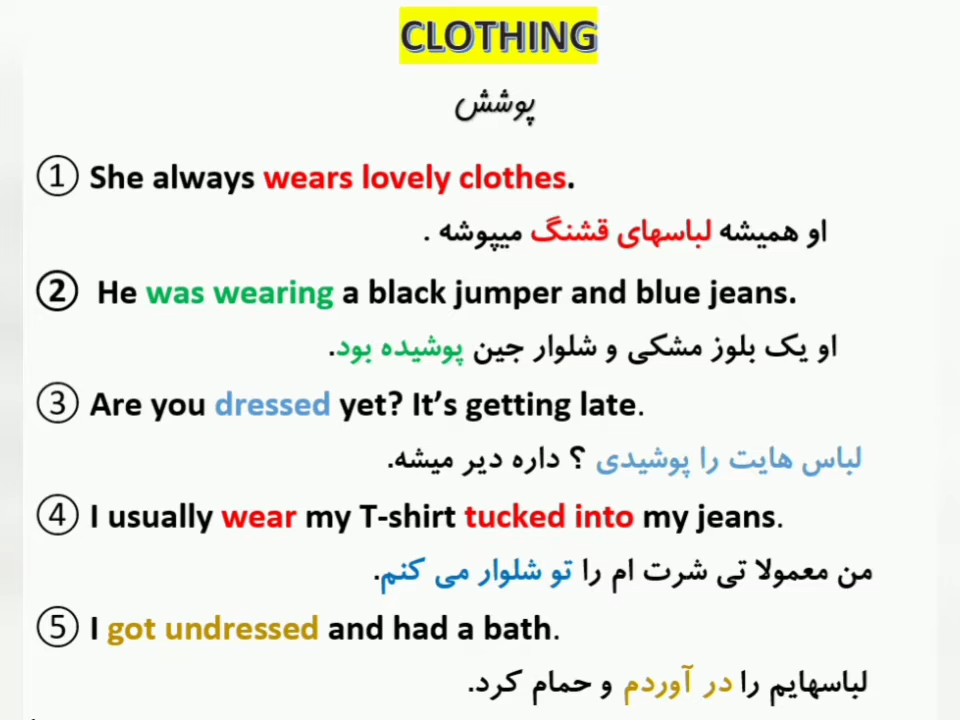 CLOTHING
پوشش
① She always wears lovely clothes.
او همیشه لباسهای قشنگ میپوشه .
② He was wearing a black jumper and blue jeans.
او یک بلوز مشکی و شلوار جین پوشیده بود.
③ Are you dressed yet? It’s getting late.
لباس هایت را پوشیدی ؟ داره دیر میشه.
④ I usually wear my T-shirt tucked into my jeans.
من معمولا تی شرت ام را تو شلوار می کنم.
⑤ I got undressed and had a bath.
لباسهایم را در آوردم و حمام کرد.